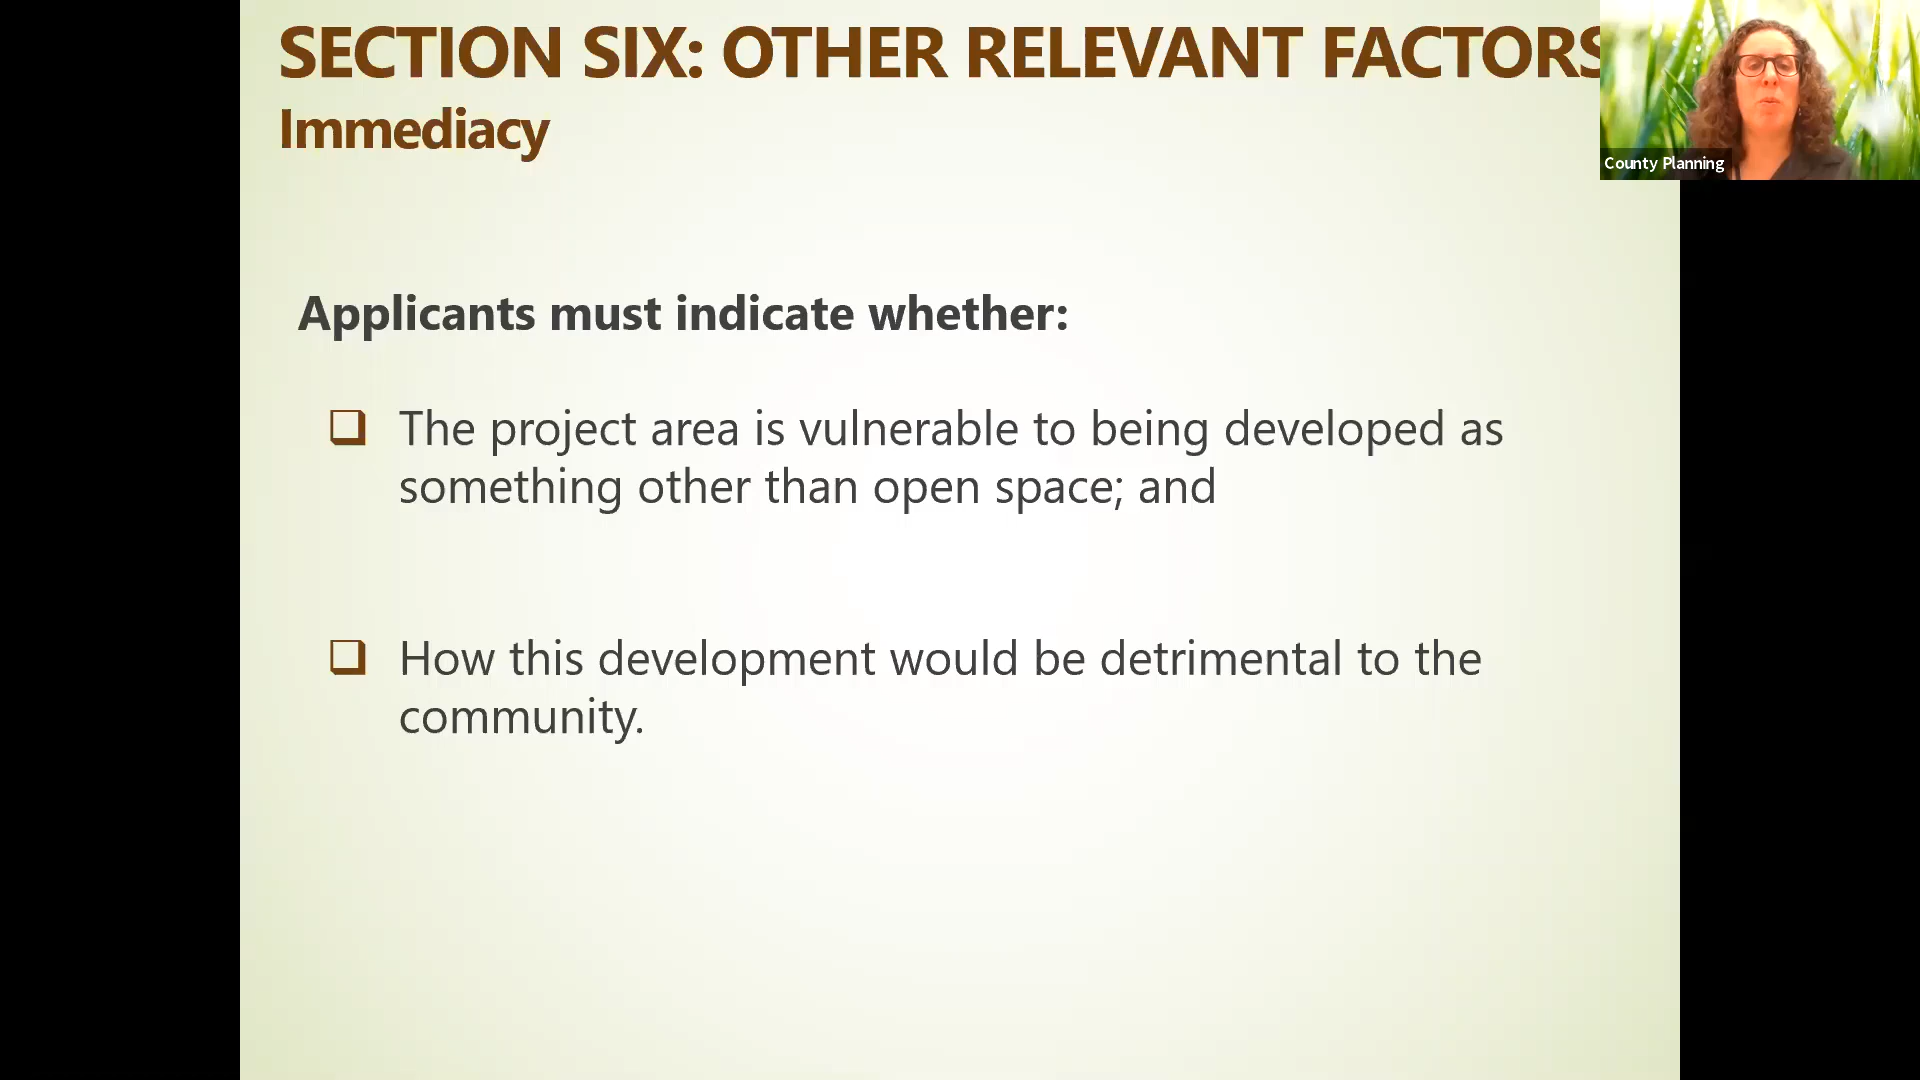 SECTION SIX: OTHER RELEVANT FACTORS
Immediacy
County Planning
Applicants must indicate whether:
The project area is vulnerable to being developed as
something other than open space; and
How this development would be detrimental to the
community.